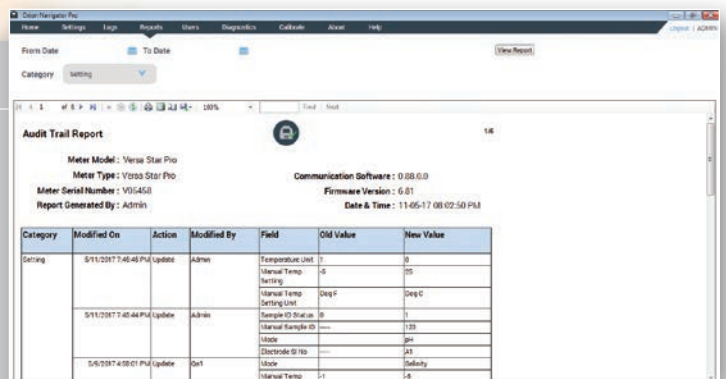 Orion Navigator Pro
Home Settings Logs Reports Users Diagnostics Calibrate About Help
Logout | ADMIN
From Date To Date View Report
Category Setting
1 of 6 100% Find | Next
Audit Trail Report 1/6
Meter Model : Versa Star Pro
Meter Type : Versa Star Pro Communication Software : 0.88.0.0
Meter Serial Number : V05458 Firmware Version : 6.81
Report Generated By : Admin Date & Time : 11-05-17 08:02:50 PM
Category Modified On Action Modified By Field Old Value New Value
Setting 5/11/2017 7:45:45 PM Update Admin Temperature Unit 1 0
Manual Temp Setting -5 25
Manual Temp Setting Unit Deg F Deg C
5/11/2017 7:45:44 PM Update Admin Sample ID Status 0 1
Manual Sample ID ---- 123
Mode pH
Electrode Sl No ---- A1
5/9/2017 4:58:01 PM Update Mode Salinity
Manual Temp -1 -5